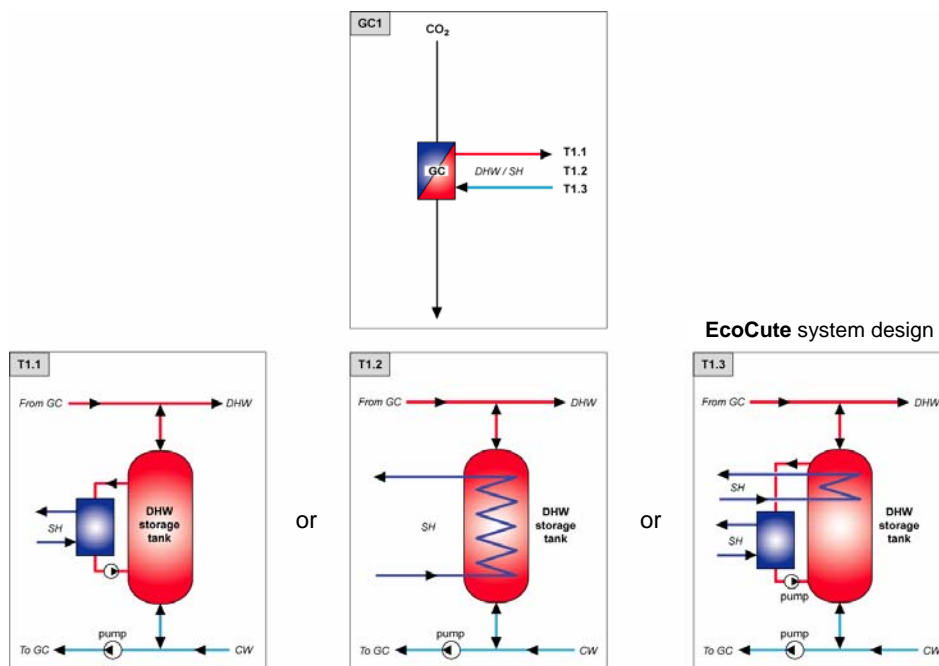 GC1
CO₂
GC
DHW / SH
T1.1
T1.2
T1.3
EcoCute system design
T1.1
From GC
DHW
SH
DHW
storage
tank
pump
To GC
CW
or
T1.2
From GC
DHW
SH
DHW
storage
tank
pump
To GC
CW
or
T1.3
From GC
DHW
SH
SH
DHW
storage
tank
pump
pump
To GC
CW